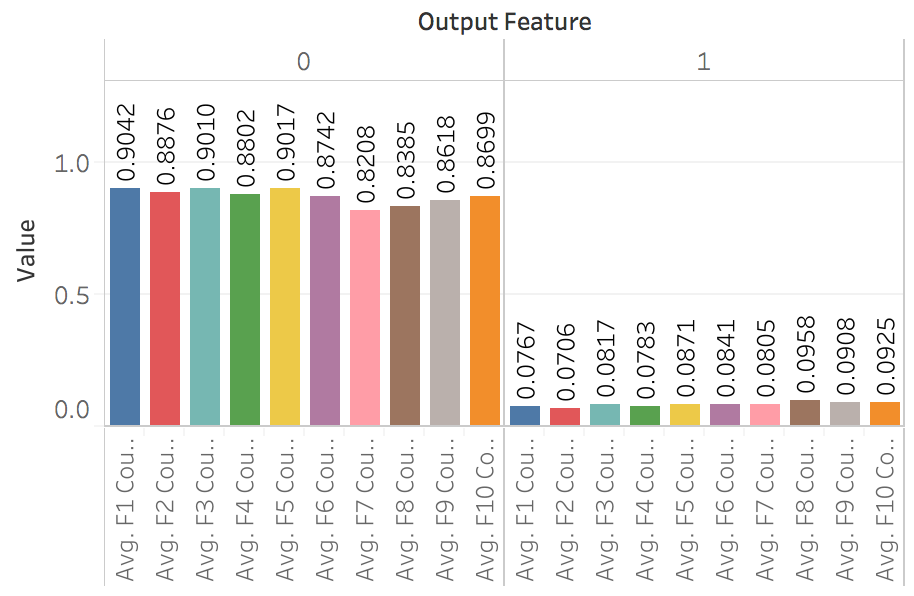 Output Feature
0
1
Value
1.0
0.5
0.0
0.9042
0.8876
0.9010
0.8802
0.9017
0.8742
0.8208
0.8385
0.8618
0.8699
0.0767
0.0706
0.0817
0.0783
0.0871
0.0841
0.0805
0.0958
0.0908
0.0925
Avg. F1 Cou..
Avg. F2 Cou..
Avg. F3 Cou..
Avg. F4 Cou..
Avg. F5 Cou..
Avg. F6 Cou..
Avg. F7 Cou..
Avg. F8 Cou..
Avg. F9 Cou..
Avg. F10 Co..
Avg. F1 Cou..
Avg. F2 Cou..
Avg. F3 Cou..
Avg. F4 Cou..
Avg. F5 Cou..
Avg. F6 Cou..
Avg. F7 Cou..
Avg. F8 Cou..
Avg. F9 Cou..
Avg. F10 Co..